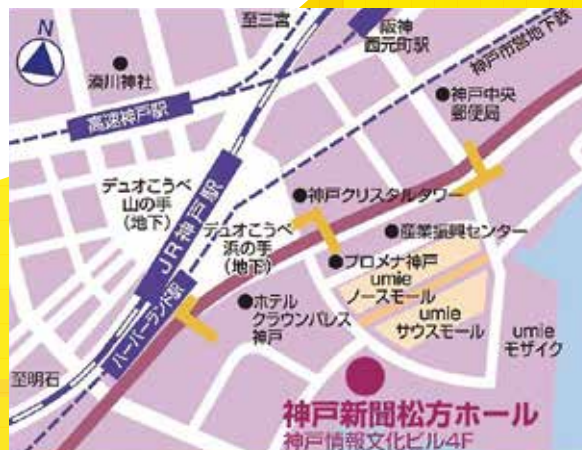 至三宮
阪神
西元町駅
神戸市営地下鉄
N
湊川神社
高速神戸駅
神戸中央
郵便局
デュオこうべ
山の手
(地下)
JR神戸駅
神戸クリスタルタワー
デュオこうべ
浜の手
(地下)
産業振興センター
プロメナ神戸
umie
ノースモール
umie
サウスモール
umie
モザイク
ハーバーランド駅
ホテル
クラウンパレス
神戸
至明石
神戸新聞松方ホール
神戸情報文化ビル4F